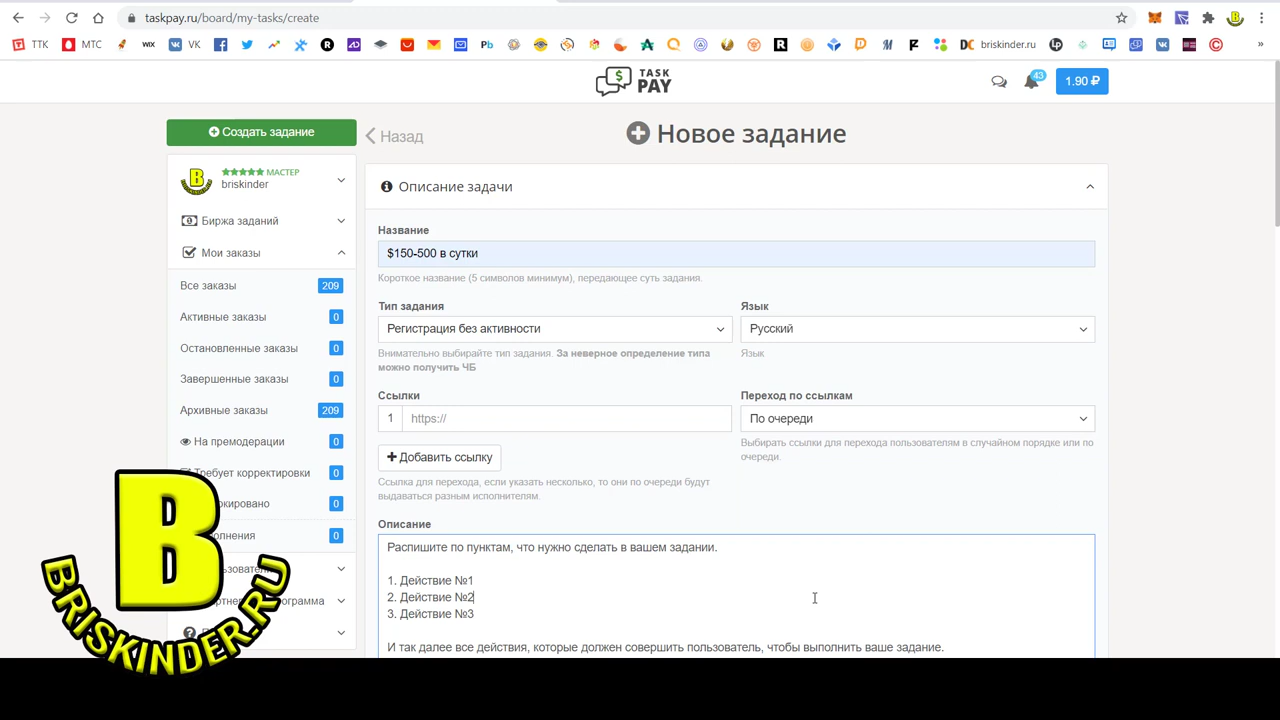 taskpay.ru/board/my-tasks/create
ТТК
МТС
WIX
VK
Pb
briskinder.ru
TASK PAY
43
1.90 ₽
Создать задание
Назад
Новое задание
МАСТЕР
briskinder
Биржа заданий
Мои заказы
Все заказы 209
Активные заказы 0
Остановленные заказы 0
Завершенные заказы 0
Архивные заказы 209
На премодерации 0
Требует корректировки 0
0
0
Описание задачи
Название
$150-500 в сутки
Короткое название (5 символов минимум), передающее суть задания.
Тип задания
Регистрация без активности
Внимательно выбирайте тип задания. За неверное определение типа можно получить ЧБ
Язык
Русский
Язык
Ссылки
1 https://
Добавить ссылку
Ссылка для перехода, если указать несколько, то они по очереди будут выдаваться разным исполнителям.
Переход по ссылкам
По очереди
Выбирать ссылки для перехода пользователям в случайном порядке или по очереди.
Описание
Распишите по пунктам, что нужно сделать в вашем задании.
1. Действие №1
2. Действие №2
3. Действие №3
И так далее все действия, которые должен совершить пользователь, чтобы выполнить ваше задание.
B
BRISKINDER.RU